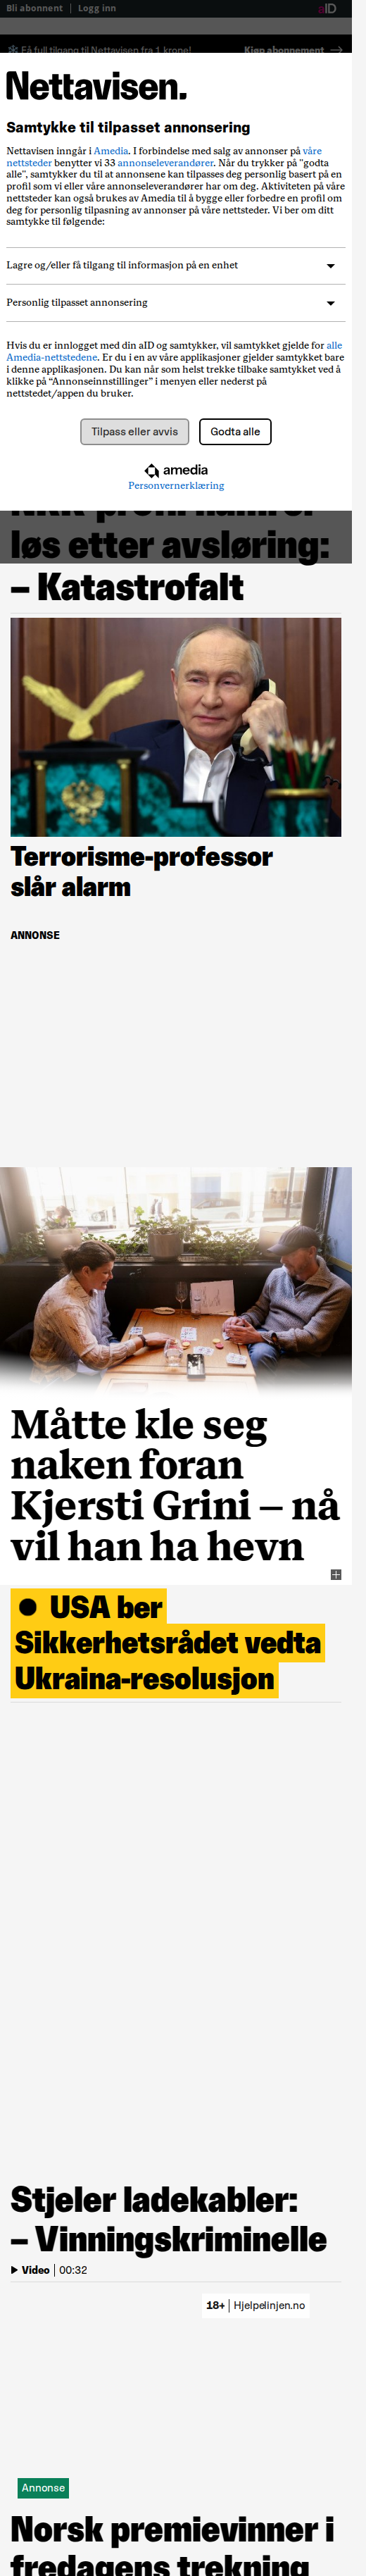 Bli abonnent | Logg inn aID
Få full tilgang til Nettavisen fra 1 krone! Kjøp abonnement →
Nettavisen.
Samtykke til tilpasset annonsering
Nettavisen inngår i Amedia. I forbindelse med salg av annonser på våre
nettsteder benytter vi 33 annonseleverandører. Når du trykker på "godta
alle", samtykker du til at annonsene kan tilpasses deg personlig basert på en
profil som vi eller våre annonseleverandører har om deg. Aktiviteten på våre
nettsteder kan også brukes av Amedia til å bygge eller forbedre en profil om
deg for personlig tilpasning av annonser på våre nettsteder. Vi ber om ditt
samtykke til følgende:
Lagre og/eller få tilgang til informasjon på en enhet
Personlig tilpasset annonsering
Hvis du er innlogget med din aID og samtykker, vil samtykket gjelde for alle
Amedia-nettstedene. Er du i en av våre applikasjoner gjelder samtykket bare
i denne applikasjonen. Du kan når som helst trekke tilbake samtykket ved å
klikke på “Annonseinnstillinger” i menyen eller nederst på
nettstedet/appen du bruker.
Tilpass eller avvis Godta alle
amedia
Personvernerklæring
løs etter avsløring:
– Katastrofalt
Terrorisme-professor
slår alarm
ANNONSE
Måtte kle seg
naken foran
Kjersti Grini – nå
vil han ha hevn
● USA ber
Sikkerhetsrådet vedta
Ukraina-resolusjon
Stjeler ladekabler:
– Vinningskriminelle
Video | 00:32
18+ | Hjelpelinjen.no
Annonse
Norsk premievinner i
fredagens trekning